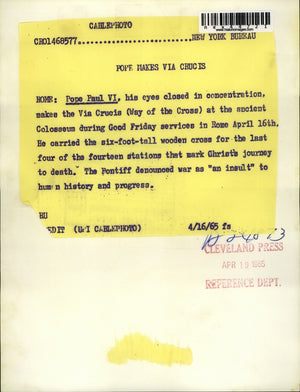 CABLEPHOTO
CHO1468577..............................NEW YORK BUREAU
POPE MAKES VIA CRUCIS
ROME: Pope Paul VI, his eyes closed in concentration,
makes the Via Crucis (Way of the Cross) at the ancient
Colosseum during Good Friday services in Rome April 16th.
He carried the six-foot-tall wooden cross for the last
four of the fourteen stations that mark Christs journey
to death. The Pontiff denounced war as "an insult" to
human history and progress.
HU
EDIT (UPI CABLEPHOTO) 4/16/65 fs
CLEVELAND PRESS
APR 19 1965
REFERENCE DEPT.